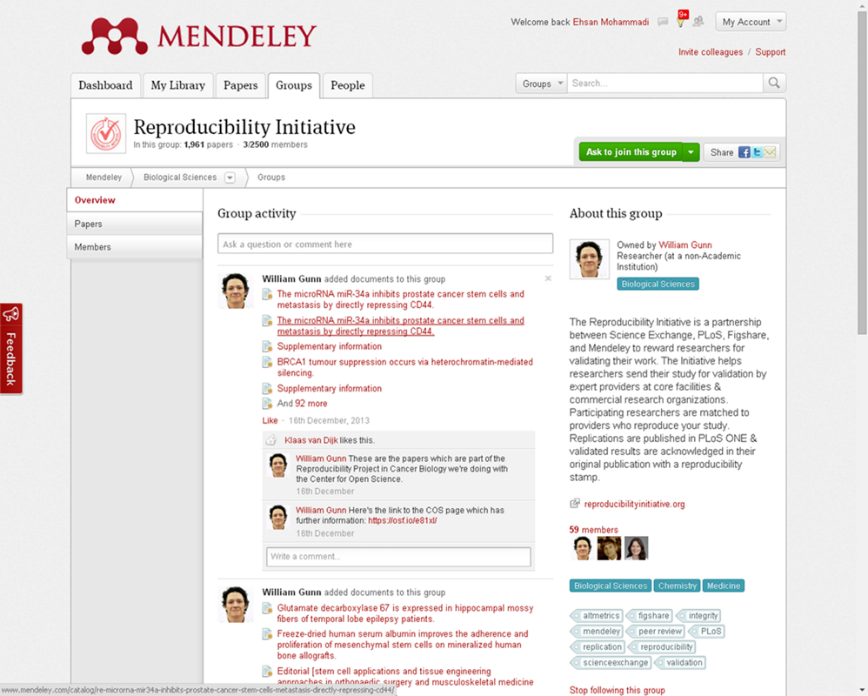 MENDELEY
Welcome back Ehsan Mohammadi
9+
My Account
Invite colleagues / Support
Dashboard
My Library
Papers
Groups
People
Groups
Search...
Reproducibility Initiative
In this group: 1,961 papers · 3/2500 members
Ask to join this group
Share
Mendeley
Biological Sciences
Groups
Overview
Papers
Members
Feedback
Group activity
Ask a question or comment here
William Gunn added documents to this group
The microRNA miR-34a inhibits prostate cancer stem cells and
metastasis by directly repressing CD44.
The microRNA miR-34a inhibits prostate cancer stem cells and
metastasis by directly repressing CD44.
Supplementary information
BRCA1 tumour suppression occurs via heterochromatin-mediated
silencing.
Supplementary information
And 92 more
Like · 16th December, 2013
Klaas van Dijk likes this.
William Gunn These are the papers which are part of the
Reproducibility Project in Cancer Biology we're doing with
the Center for Open Science.
16th December
William Gunn Here's the link to the COS page which has
further information: https://osf.io/e81xl/
16th December
Write a comment...
William Gunn added documents to this group
Glutamate decarboxylase 67 is expressed in hippocampal mossy
fibers of temporal lobe epilepsy patients.
Freeze-dried human serum albumin improves the adherence and
proliferation of mesenchymal stem cells on mineralized human
bone allografts.
Editorial [stem cell applications and tissue engineering
approaches in orthopaedic surgery and musculoskeletal medicine
About this group
Owned by William Gunn
Researcher (at a non-Academic
Institution)
Biological Sciences
The Reproducibility Initiative is a partnership
between Science Exchange, PLoS, Figshare,
and Mendeley to reward researchers for
validating their work. The Initiative helps
researchers send their study for validation by
expert providers at core facilities &
commercial research organizations.
Participating researchers are matched to
providers who reproduce your study.
Replications are published in PLoS ONE &
validated results are acknowledged in their
original publication with a reproducibility
stamp.
reproducibilityinitiative.org
59 members
Biological Sciences
Chemistry
Medicine
altmetrics
figshare
integrity
mendeley
peer review
PLoS
replication
reproducibility
scienceexchange
validation
Stop following this group
www.mendeley.com/catalog/re-microrna-mir34a-inhibits-prostate-cancer-stem-cells-metastasis-directly-repressing-cd44/